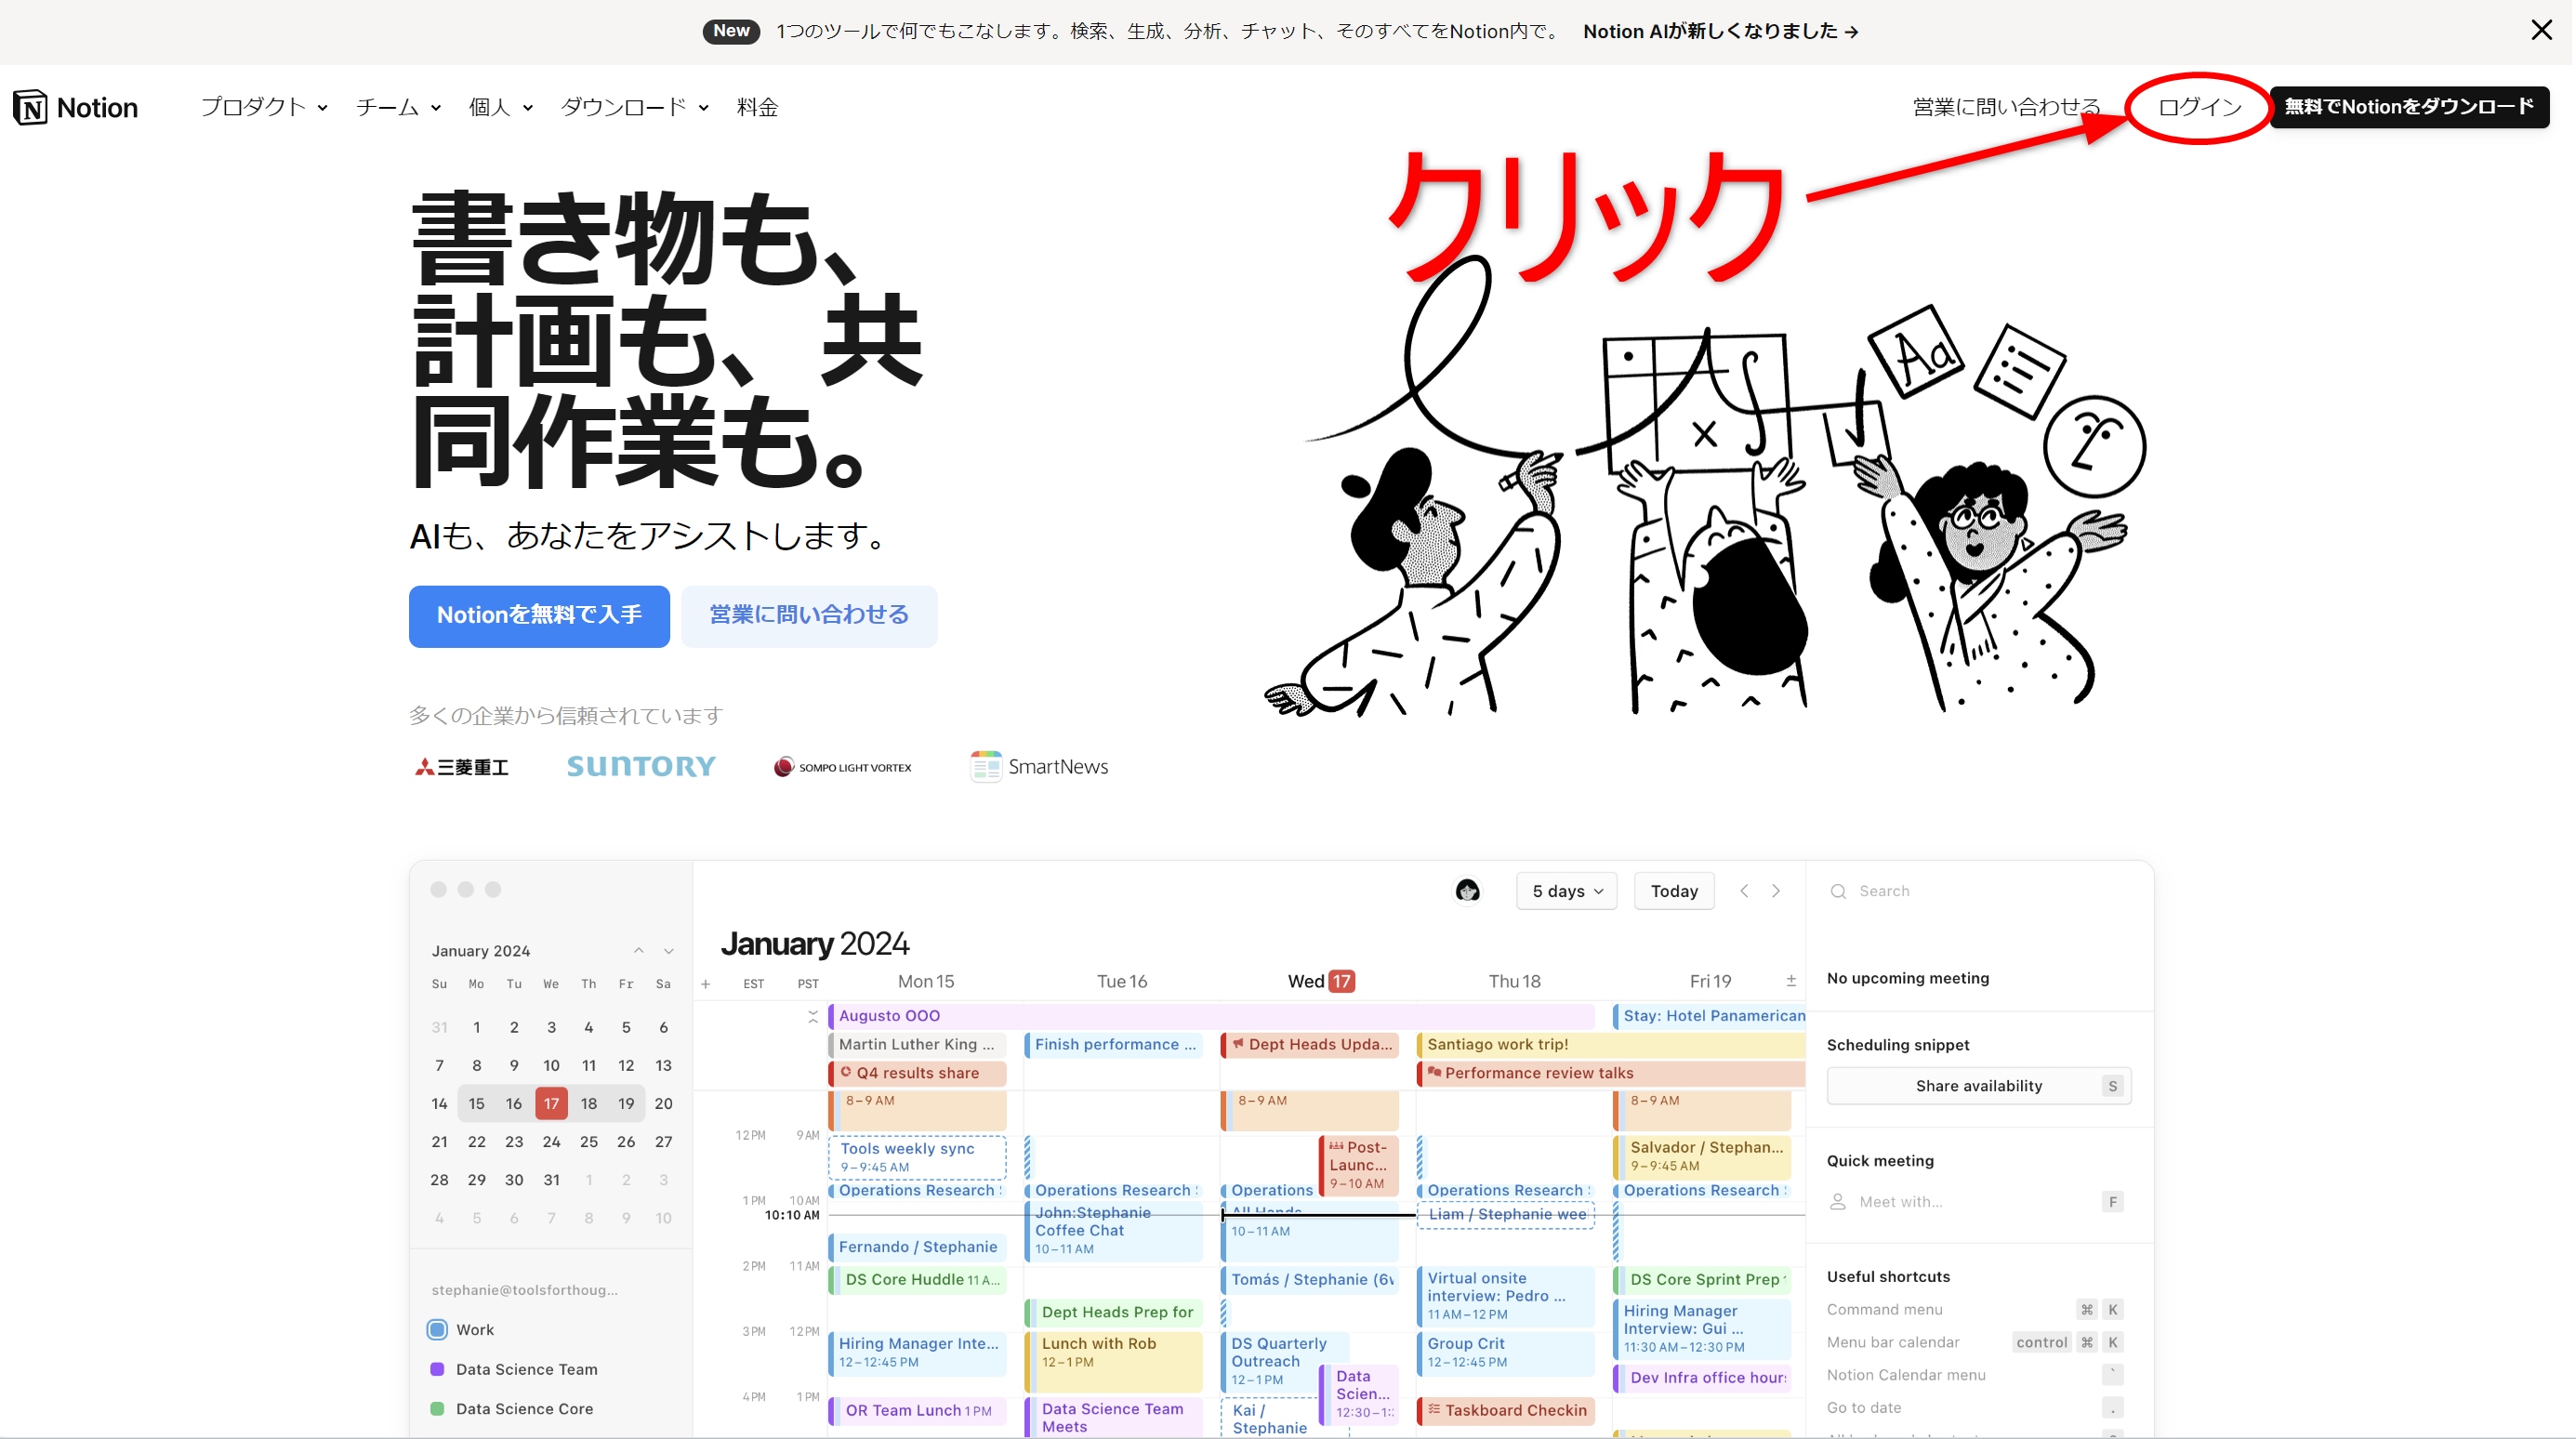 New 1つのツールで何でもこなします。検索、生成、分析、チャット、そのすべてをNotion内で。 Notion AIが新しくなりました →
Notion プロダクト チーム 個人 ダウンロード 料金 営業に問い合わせる ログイン 無料でNotionをダウンロード
クリック
書き物も、
計画も、共
同作業も。
Aa
AIも、あなたをアシストします。
Notionを無料で入手 営業に問い合わせる
多くの企業から信頼されています
三菱重工 SUNTORY SOMPO LIGHT VORTEX SmartNews
5 days Today Search
January 2024
January 2024
Su Mo Tu We Th Fr Sa
31 1 2 3 4 5 6
7 8 9 10 11 12 13
14 15 16 17 18 19 20
21 22 23 24 25 26 27
28 29 30 31 1 2 3
4 5 6 7 8 9 10
stephanie@toolsforthoug...
Work
Data Science Team
Data Science Core
EST PST Mon 15 Tue 16 Wed 17 Thu 18 Fri 19
Augusto OOO Stay: Hotel Panamerican
Martin Luther King ... Finish performance ... Dept Heads Upda... Santiago work trip!
Q4 results share Performance review talks
8–9 AM 8–9 AM 8–9 AM
12PM 9AM
Tools weekly sync
9–9:45 AM
Post-
Launc...
9–10 AM
Salvador / Stephan...
9–9:45 AM
1PM 10AM
Operations Research Operations Research Operations Operations Research Operations Research
10:10 AM
John:Stephanie
Coffee Chat
10–11 AM
All Hands
10–11 AM
Liam / Stephanie wee
Fernando / Stephanie
2PM 11AM
DS Core Huddle 11 A...
Tomás / Stephanie (6
Virtual onsite
interview: Pedro ...
11 AM–12 PM
DS Core Sprint Prep
Dept Heads Prep for
Hiring Manager
Interview: Gui ...
11:30 AM–12:30 PM
3PM 12PM
Hiring Manager Inte...
12–12:45 PM
Lunch with Rob
12–1 PM
DS Quarterly
Outreach
12–1 PM
Group Crit
12–12:45 PM
Data
Scien...
12:30–1:
Dev Infra office hour
4PM 1PM
OR Team Lunch 1 PM
Data Science Team
Meets
Kai /
Stephanie
Taskboard Checkin
No upcoming meeting
Scheduling snippet
Share availability S
Quick meeting
Meet with... F
Useful shortcuts
Command menu ⌘ K
Menu bar calendar control ⌘ K
Notion Calendar menu `
Go to date .